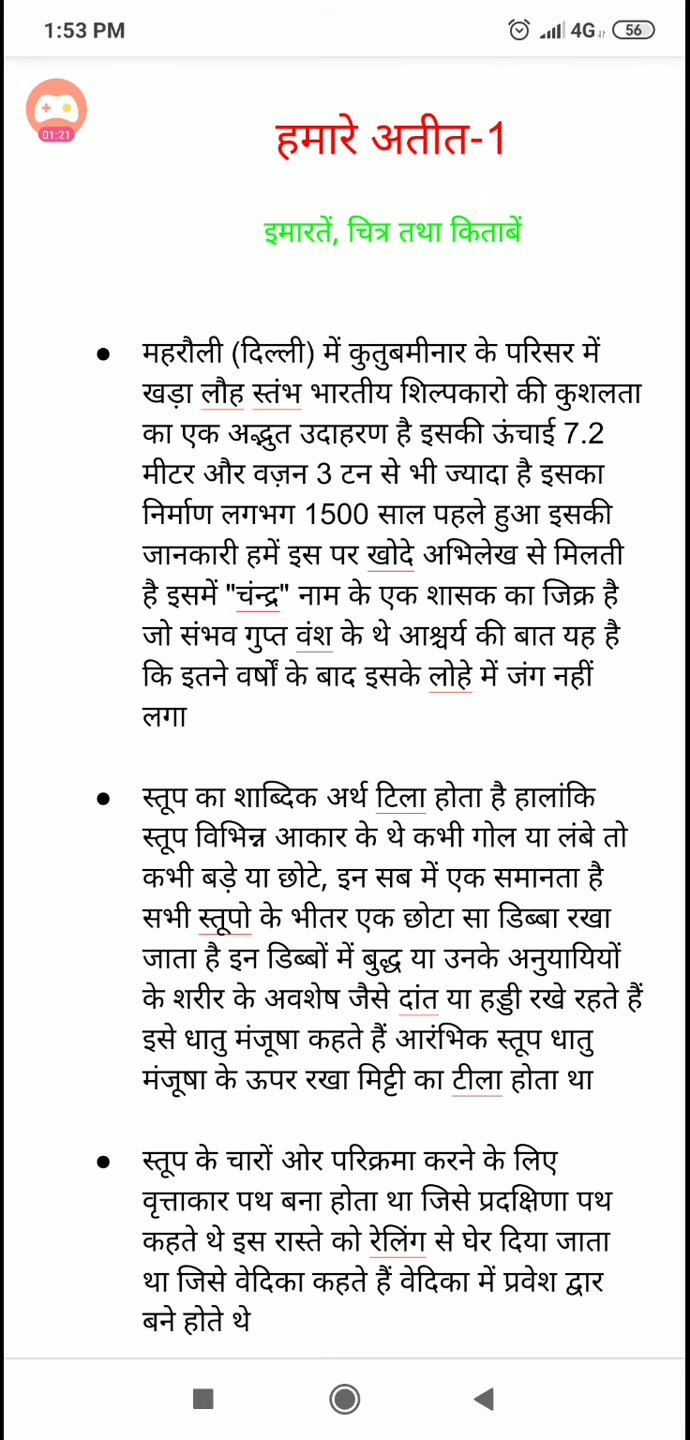 1:53 PM
4G 56
01:21
हमारे अतीत-1
इमारतें, चित्र तथा किताबें
● महरौली (दिल्ली) में कुतुबमीनार के परिसर में
खड़ा लौह स्तंभ भारतीय शिल्पकारो की कुशलता
का एक अद्भुत उदाहरण है इसकी ऊंचाई 7.2
मीटर और वज़न 3 टन से भी ज्यादा है इसका
निर्माण लगभग 1500 साल पहले हुआ इसकी
जानकारी हमें इस पर खोदे अभिलेख से मिलती
है इसमें "चंन्द्र" नाम के एक शासक का जिक्र है
जो संभव गुप्त वंश के थे आश्चर्य की बात यह है
कि इतने वर्षों के बाद इसके लोहे में जंग नहीं
लगा
● स्तूप का शाब्दिक अर्थ टिला होता है हालांकि
स्तूप विभिन्न आकार के थे कभी गोल या लंबे तो
कभी बड़े या छोटे, इन सब में एक समानता है
सभी स्तूपो के भीतर एक छोटा सा डिब्बा रखा
जाता है इन डिब्बों में बुद्ध या उनके अनुयायियों
के शरीर के अवशेष जैसे दांत या हड्डी रखे रहते हैं
इसे धातु मंजूषा कहते हैं आरंभिक स्तूप धातु
मंजूषा के ऊपर रखा मिट्टी का टीला होता था
● स्तूप के चारों ओर परिक्रमा करने के लिए
वृत्ताकार पथ बना होता था जिसे प्रदक्षिणा पथ
कहते थे इस रास्ते को रेलिंग से घेर दिया जाता
था जिसे वेदिका कहते हैं वेदिका में प्रवेश द्वार
बने होते थे